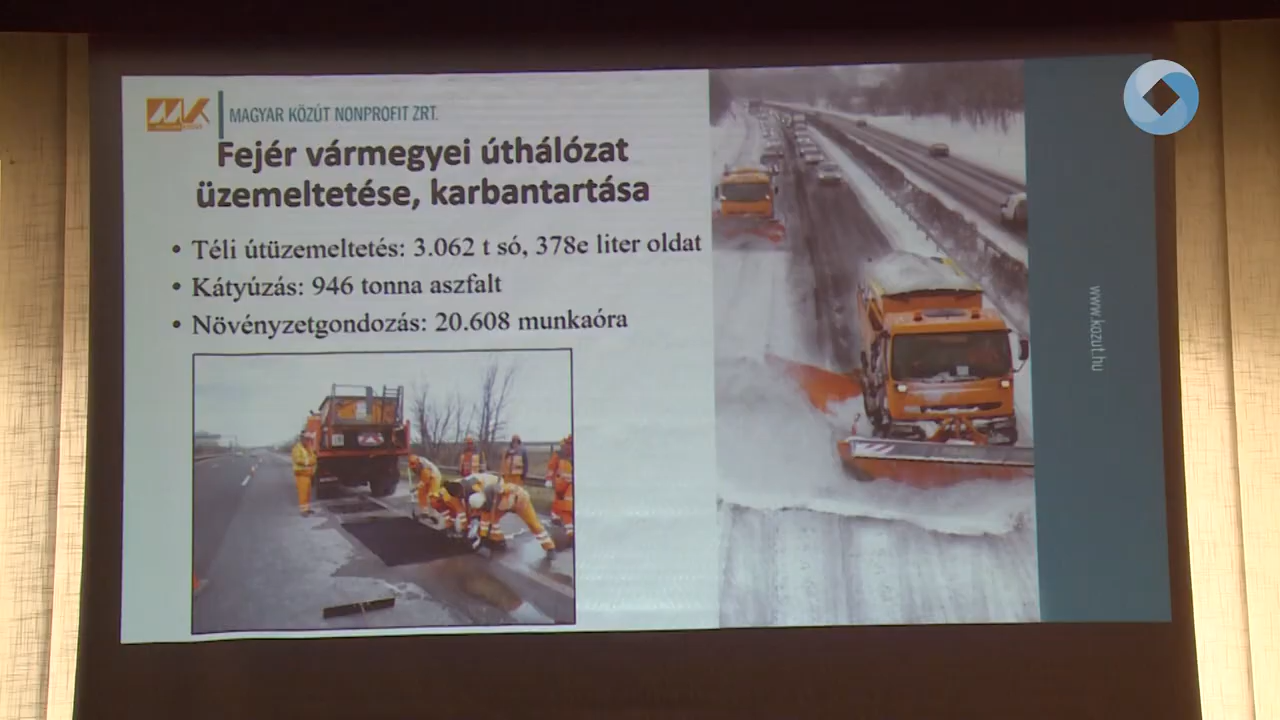 MAGYAR KÖZÚT NONPROFIT ZRT.
Fejér vármegyei úthálózat
üzemeltetése, karbantartása
• Téli útüzemeltetés: 3.062 t só, 378e liter oldat
• Kátyúzás: 946 tonna aszfalt
• Növényzetgondozás: 20.608 munkaóra
www.kozut.hu